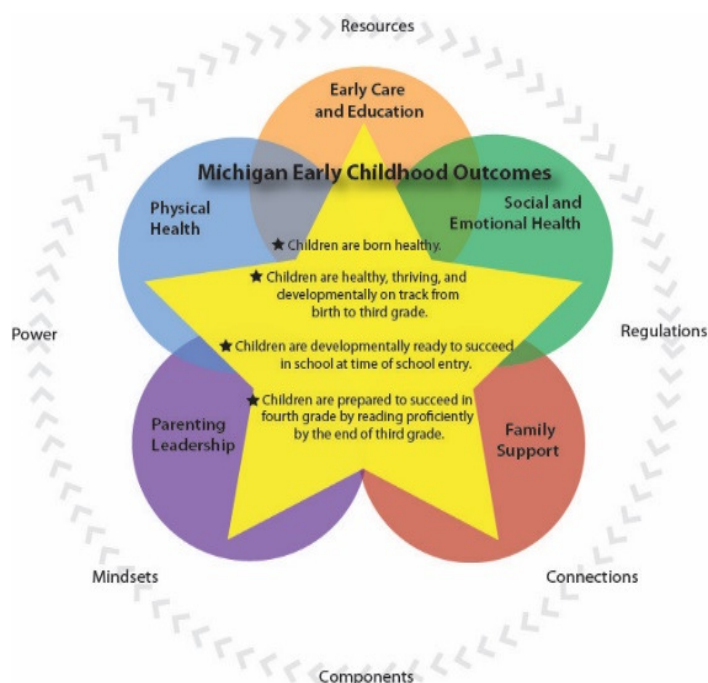 Resources
Early Care
and Education
Michigan Early Childhood Outcomes
Physical
Health
Social and
Emotional Health
★ Children are born healthy.
★ Children are healthy, thriving, and
developmentally on track from
birth to third grade.
Power
Regulations
★ Children are developmentally ready to succeed
in school at time of school entry.
★ Children are prepared to succeed in
fourth grade by reading proficiently
by the end of third grade.
Parenting
Leadership
Family
Support
Mindsets
Connections
Components